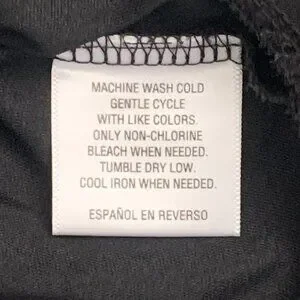 MACHINE WASH COLD
GENTLE CYCLE
WITH LIKE COLORS.
ONLY NON-CHLORINE
BLEACH WHEN NEEDED.
TUMBLE DRY LOW.
COOL IRON WHEN NEEDED.
ESPAÑOL EN REVERSO